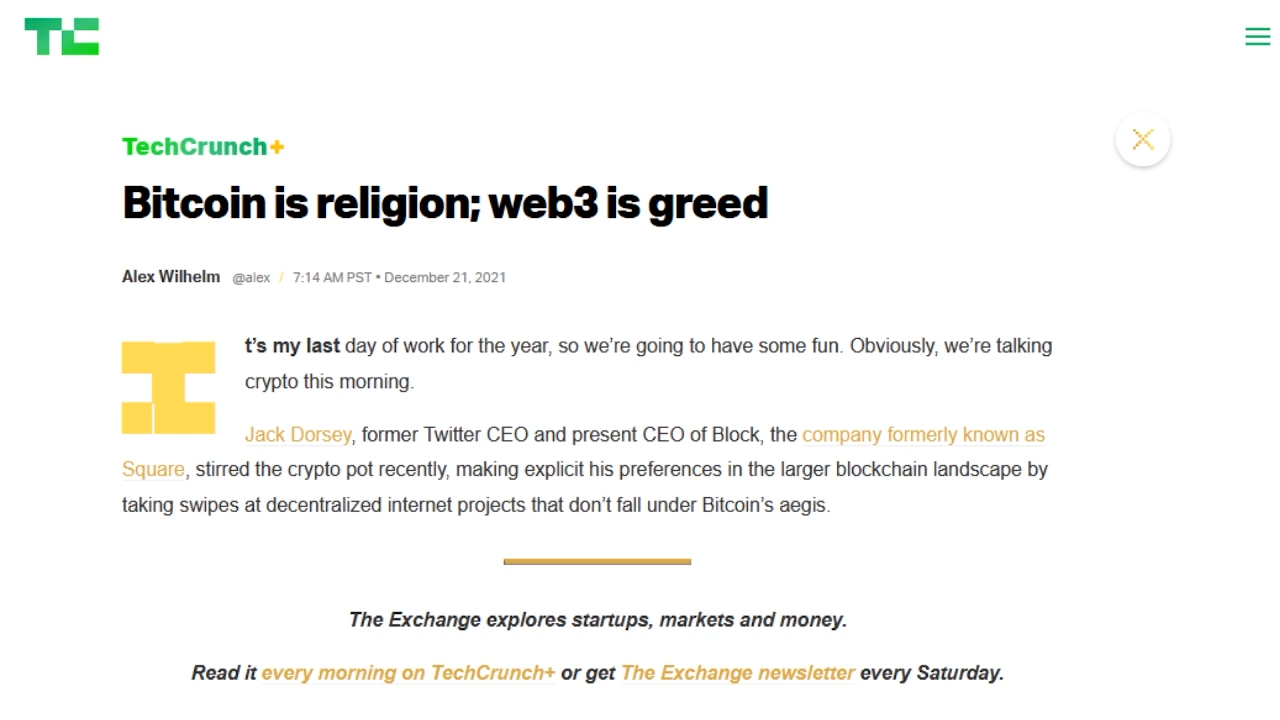 TC
TechCrunch+
Bitcoin is religion; web3 is greed
Alex Wilhelm @alex / 7:14 AM PST • December 21, 2021
It’s my last day of work for the year, so we’re going to have some fun. Obviously, we’re talking
crypto this morning.
Jack Dorsey, former Twitter CEO and present CEO of Block, the company formerly known as
Square, stirred the crypto pot recently, making explicit his preferences in the larger blockchain landscape by
taking swipes at decentralized internet projects that don’t fall under Bitcoin’s aegis.
The Exchange explores startups, markets and money.
Read it every morning on TechCrunch+ or get The Exchange newsletter every Saturday.